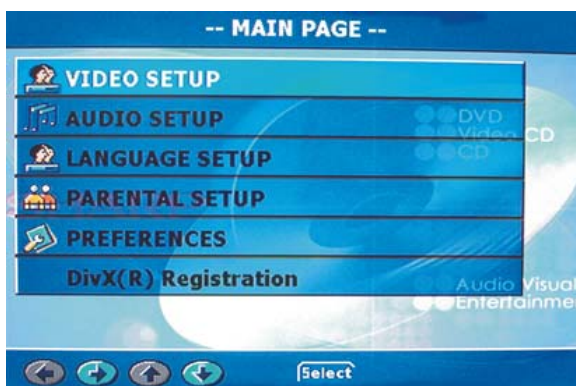 -- MAIN PAGE --
VIDEO SETUP
AUDIO SETUP
DVD
Video CD
LANGUAGE SETUP
CD
PARENTAL SETUP
PREFERENCES
DivX(R) Registration
Audio Visual
Entertainme
Select